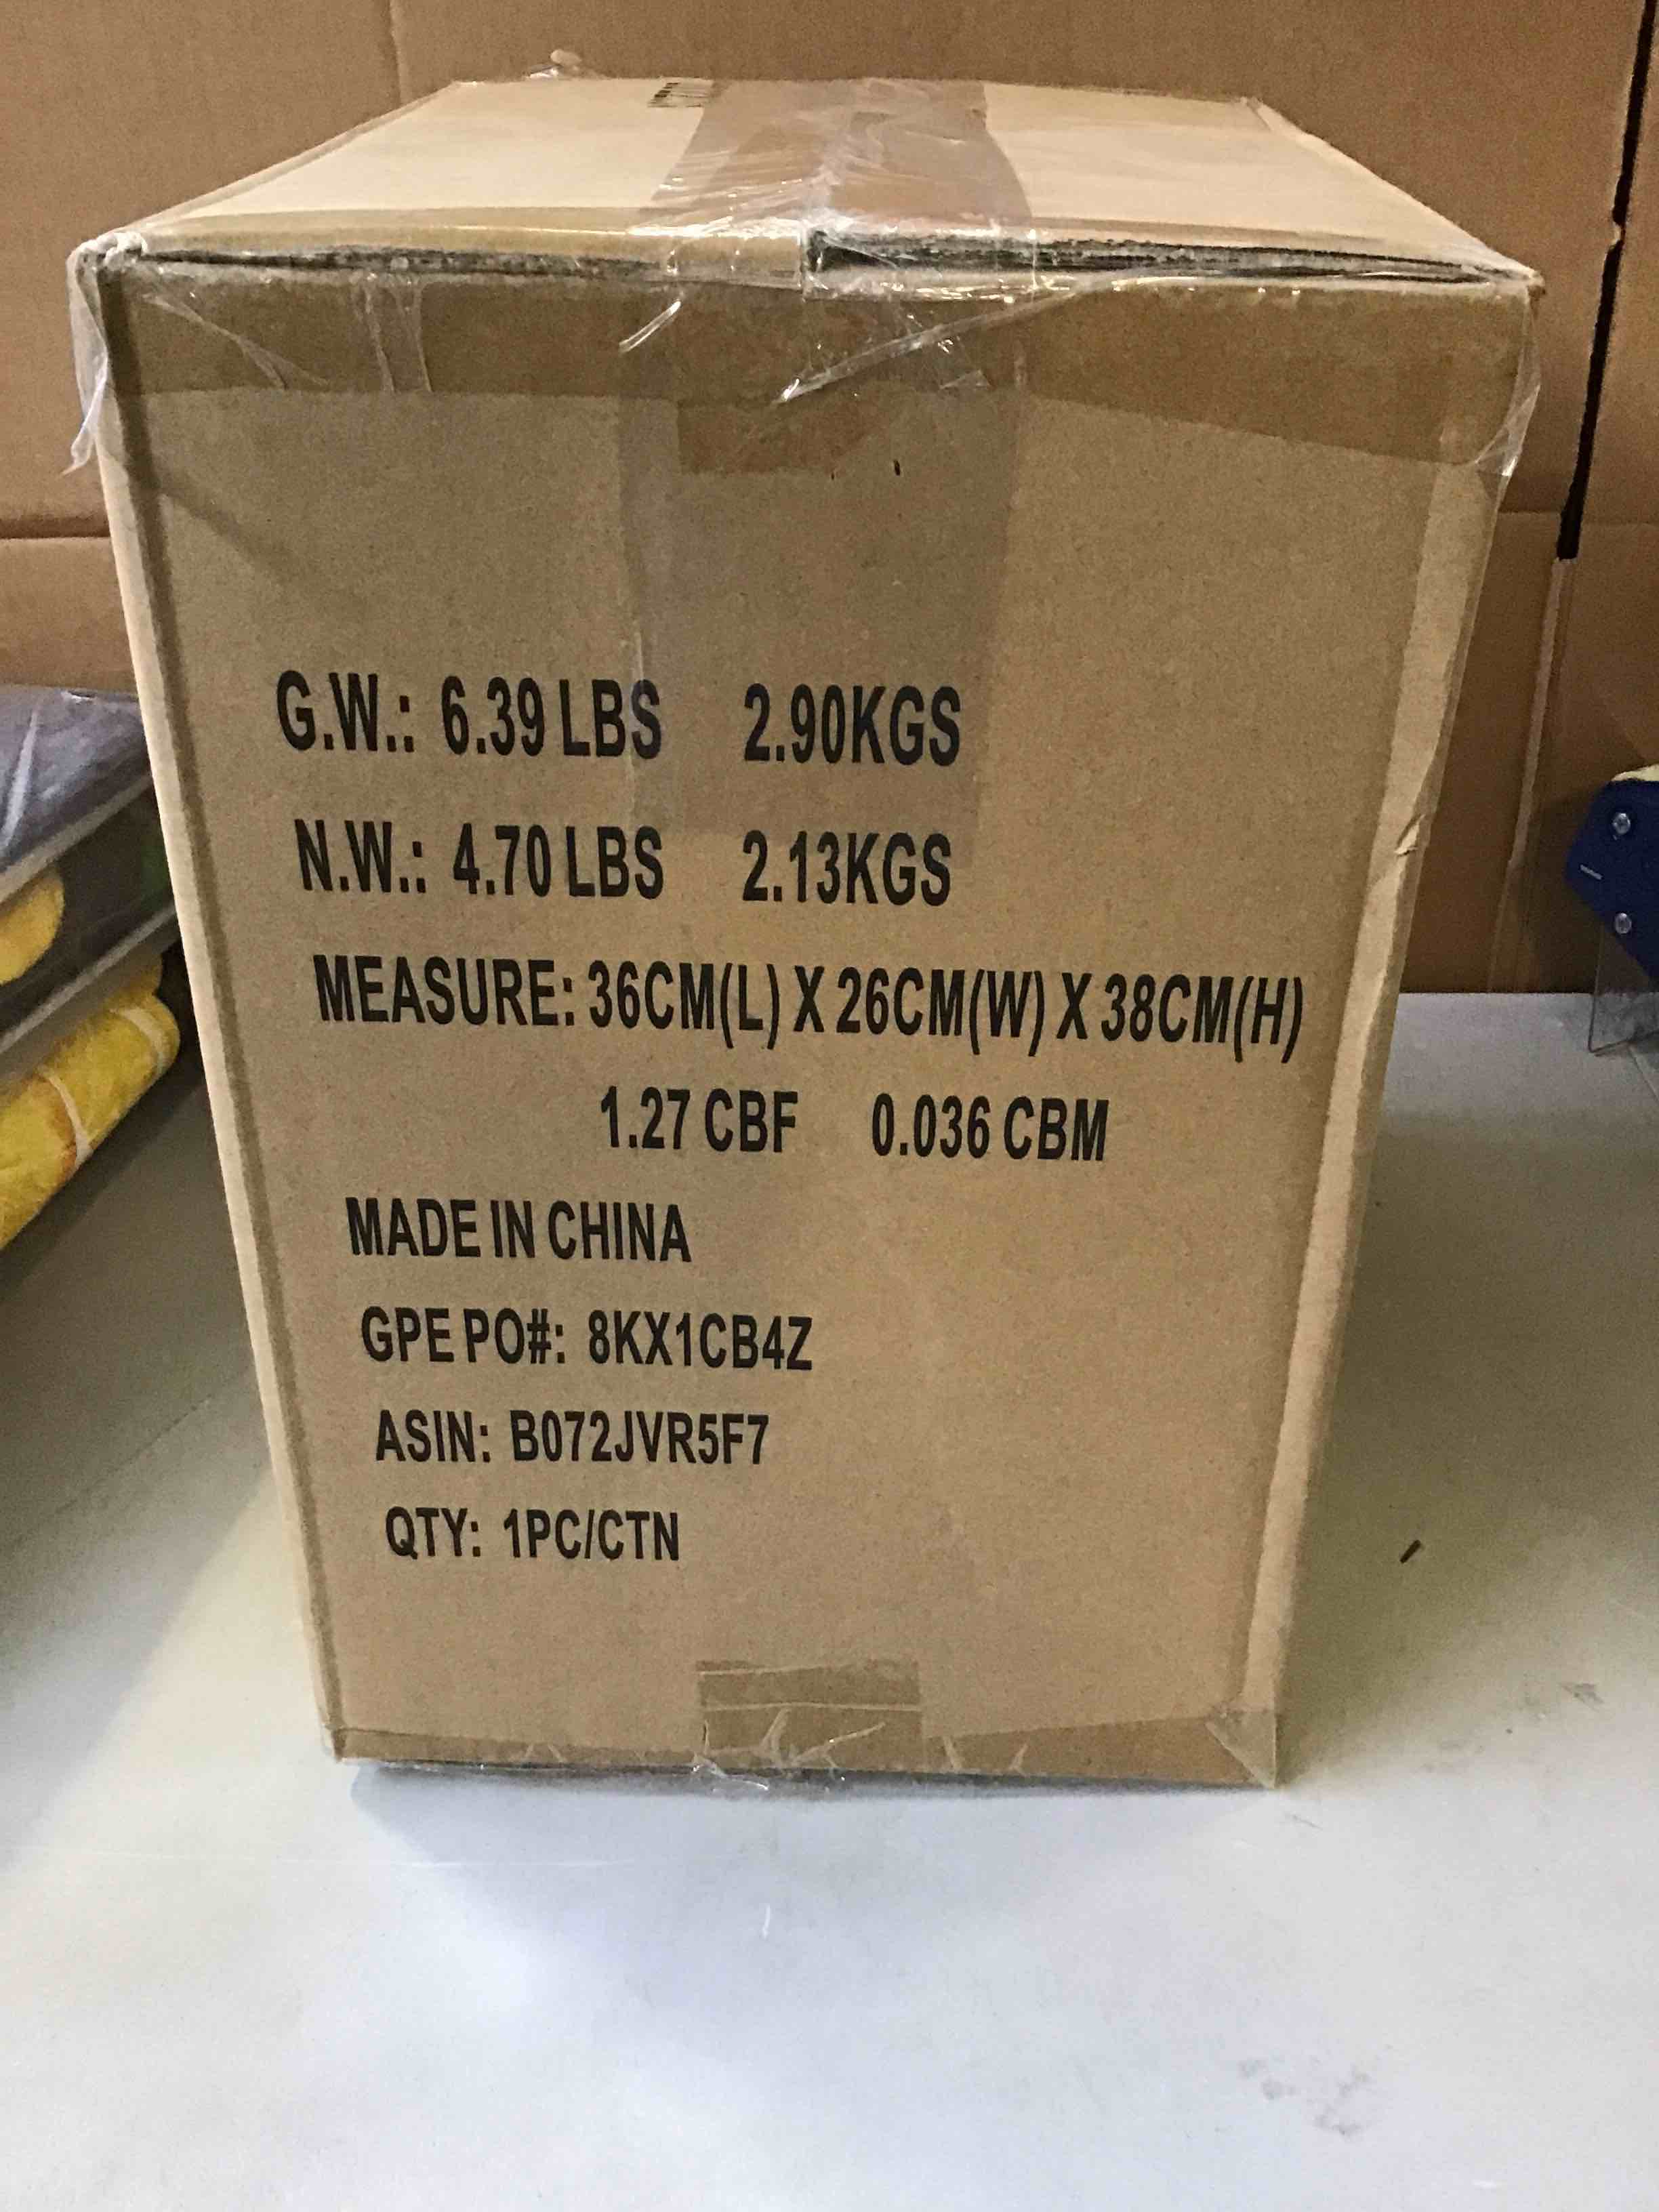 G.W.: 6.39 LBS 2.90KGS
N.W.: 4.70 LBS 2.13KGS
MEASURE: 36CM(L) X 26CM(W) X 38CM(H)
1.27 CBF 0.036 CBM
MADE IN CHINA
GPE PO#: 8KX1CB4Z
ASIN: B072JVR5F7
QTY: 1PC/CTN